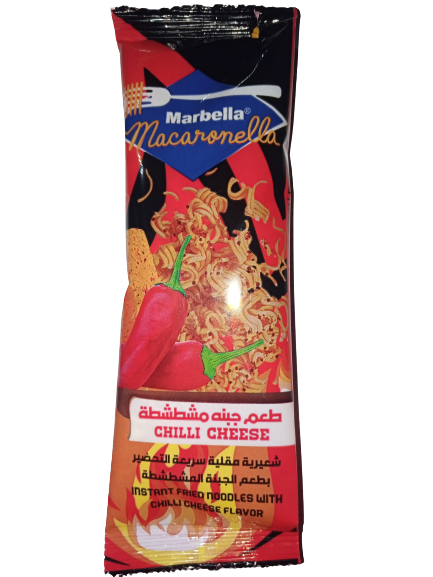 Marbella®
Macaronella
طعم جبنه مشطشطة
CHILLI CHEESE
شعيرية مقلية سريعة التحضير
بطعم الجبنة المشطشطة
INSTANT FRIED NOODLES WITH
CHILLI CHEESE FLAVOR